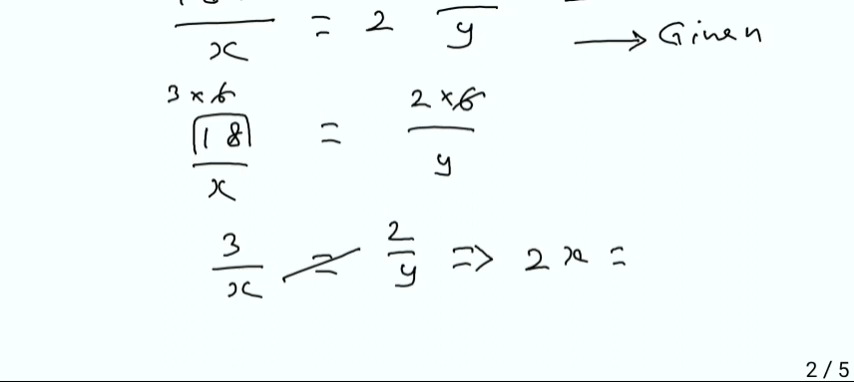 x = 2 y → Given
3 × 6 2 × 6
18 =
x y
3/x = 2/y => 2x =
2/5